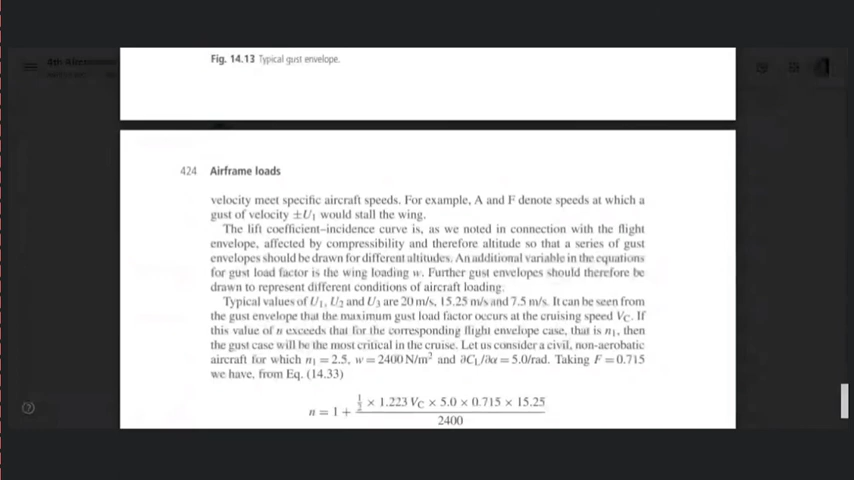 Fig. 14.13 Typical gust envelope.
424 Airframe loads
velocity meet specific aircraft speeds. For example, A and F denote speeds at which a
gust of velocity ±U₁ would stall the wing.
The lift coefficient–incidence curve is, as we noted in connection with the flight
envelope, affected by compressibility and therefore altitude so that a series of gust
envelopes should be drawn for different altitudes. An additional variable in the equations
for gust load factor is the wing loading w. Further gust envelopes should therefore be
drawn to represent different conditions of aircraft loading.
Typical values of U₁, U₂ and U₃ are 20 m/s, 15.25 m/s and 7.5 m/s. It can be seen from
the gust envelope that the maximum gust load factor occurs at the cruising speed V_C. If
this value of n exceeds that for the corresponding flight envelope case, that is n₁, then
the gust case will be the most critical in the cruise. Let us consider a civil, non-aerobatic
aircraft for which n₁ = 2.5, w = 2400 N/m² and ∂C_L/∂α = 5.0/rad. Taking F = 0.715
we have, from Eq. (14.33)
n = 1 + ½ × 1.223 V_C × 5.0 × 0.715 × 15.25
2400